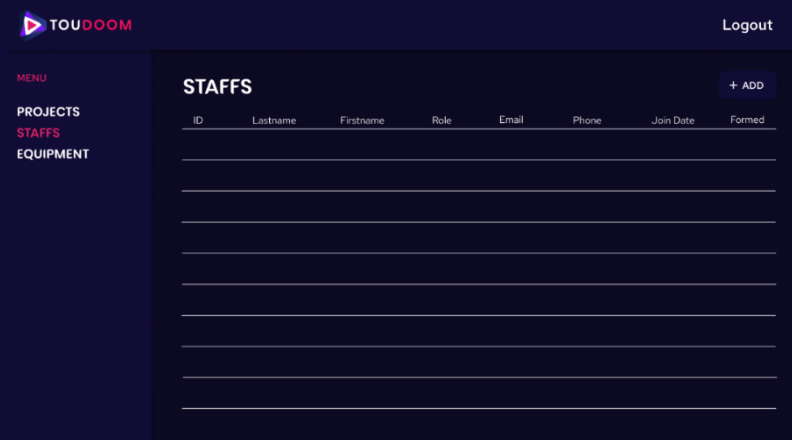 TOUDOOM
Logout
MENU
PROJECTS
STAFFS
EQUIPMENT
STAFFS
+ ADD
ID Lastname Firstname Role Email Phone Join Date Formed